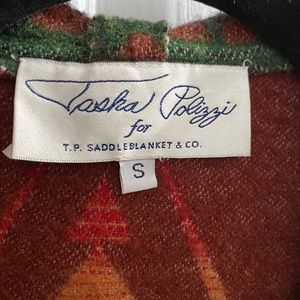 Tasha Polizzi
for
T.P. SADDLEBLANKET & CO.
S